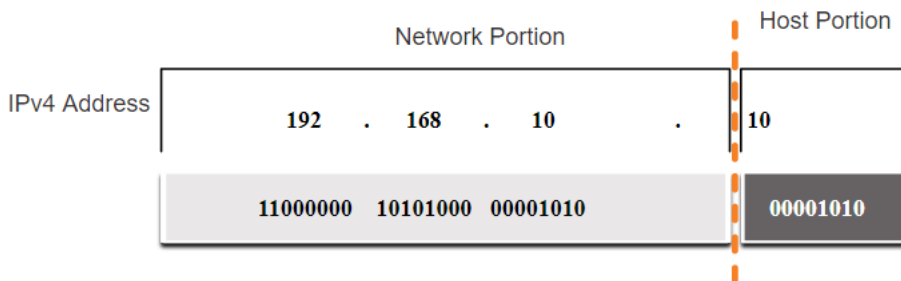 Network Portion
Host Portion
IPv4 Address
192 . 168 . 10 . 10
11000000 10101000 00001010 00001010